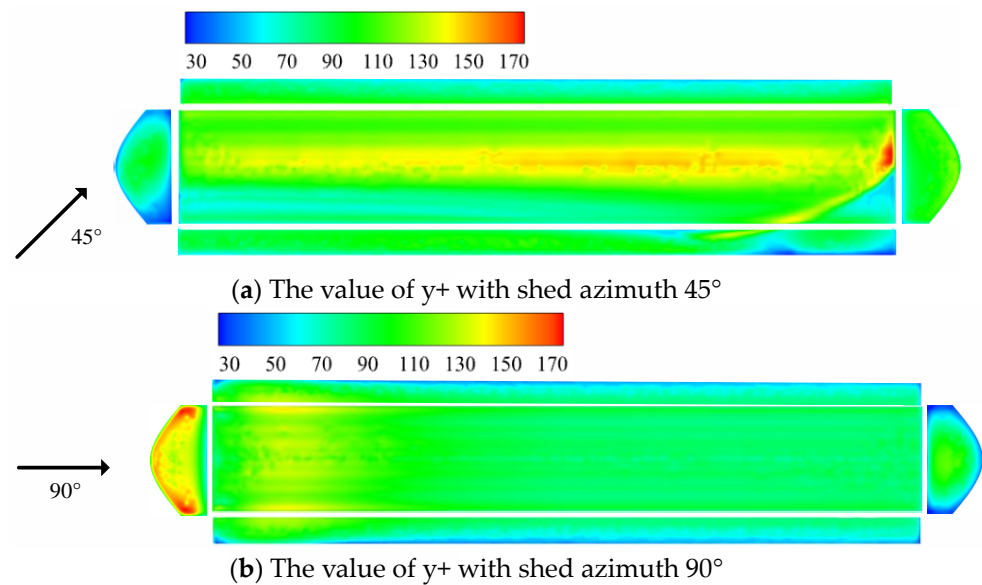 30 50 70 90 110 130 150 170
45°
(a) The value of y+ with shed azimuth 45°
30 50 70 90 110 130 150 170
90°
(b) The value of y+ with shed azimuth 90°